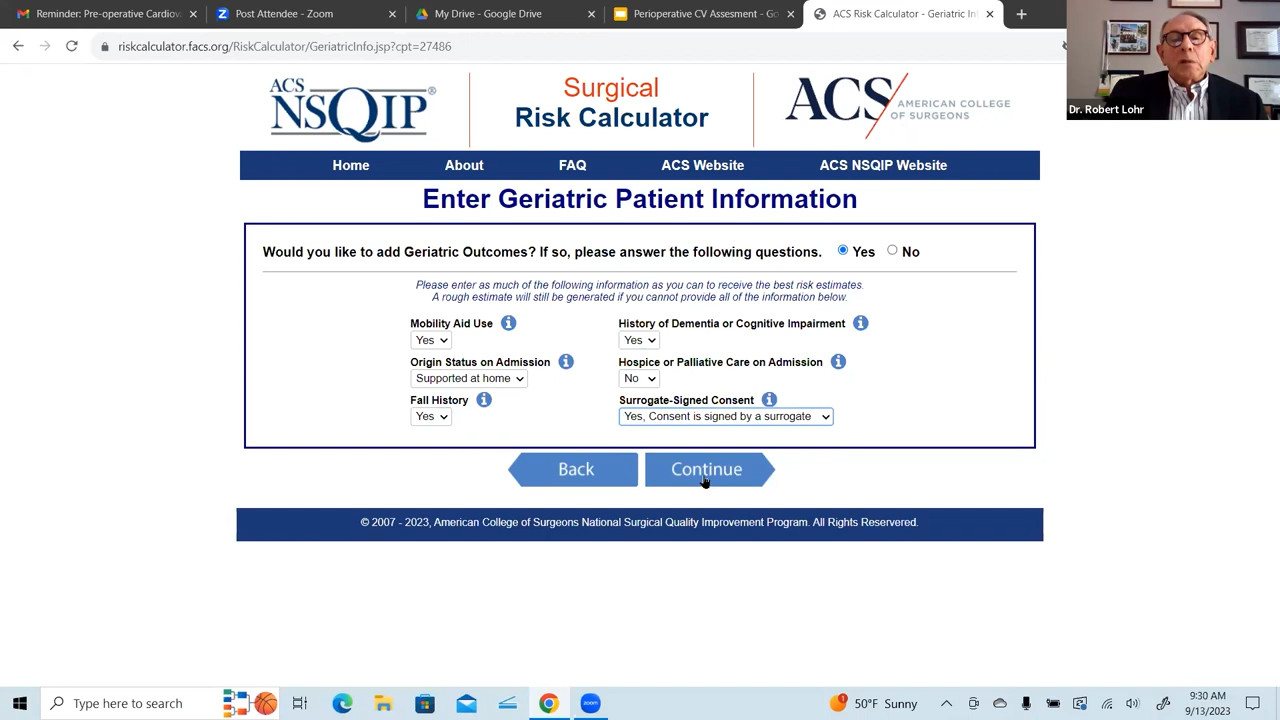 Reminder: Pre-operative Cardiov
Post Attendee - Zoom
My Drive - Google Drive
Perioperative CV Assesment - Go
ACS Risk Calculator - Geriatric Inf
riskcalculator.facs.org/RiskCalculator/GeriatricInfo.jsp?cpt=27486
Dr. Robert Lohr
ACS
NSQIP®
Surgical
Risk Calculator
ACS
AMERICAN COLLEGE
OF SURGEONS
Home About FAQ ACS Website ACS NSQIP Website
Enter Geriatric Patient Information
Would you like to add Geriatric Outcomes? If so, please answer the following questions. Yes No
Please enter as much of the following information as you can to receive the best risk estimates.
A rough estimate will still be generated if you cannot provide all of the information below.
Mobility Aid Use
History of Dementia or Cognitive Impairment
Yes
Yes
Origin Status on Admission
Hospice or Palliative Care on Admission
Supported at home
No
Fall History
Surrogate-Signed Consent
Yes
Yes, Consent is signed by a surrogate
Back
Continue
© 2007 - 2023, American College of Surgeons National Surgical Quality Improvement Program. All Rights Reserverd.
Type here to search
zoom
1
50°F Sunny
9:30 AM
9/13/2023